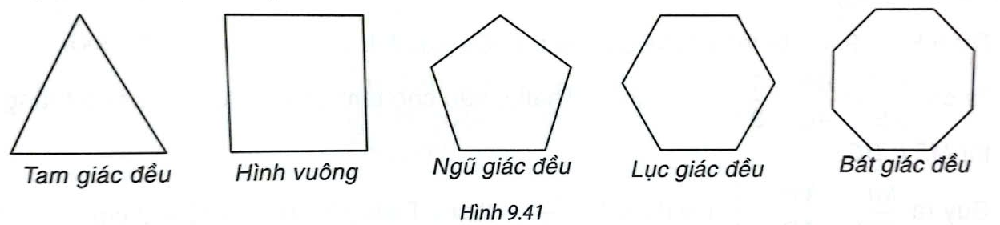 Tam giác đều
Hình vuông
Ngũ giác đều
Lục giác đều
Bát giác đều
Hình 9.41